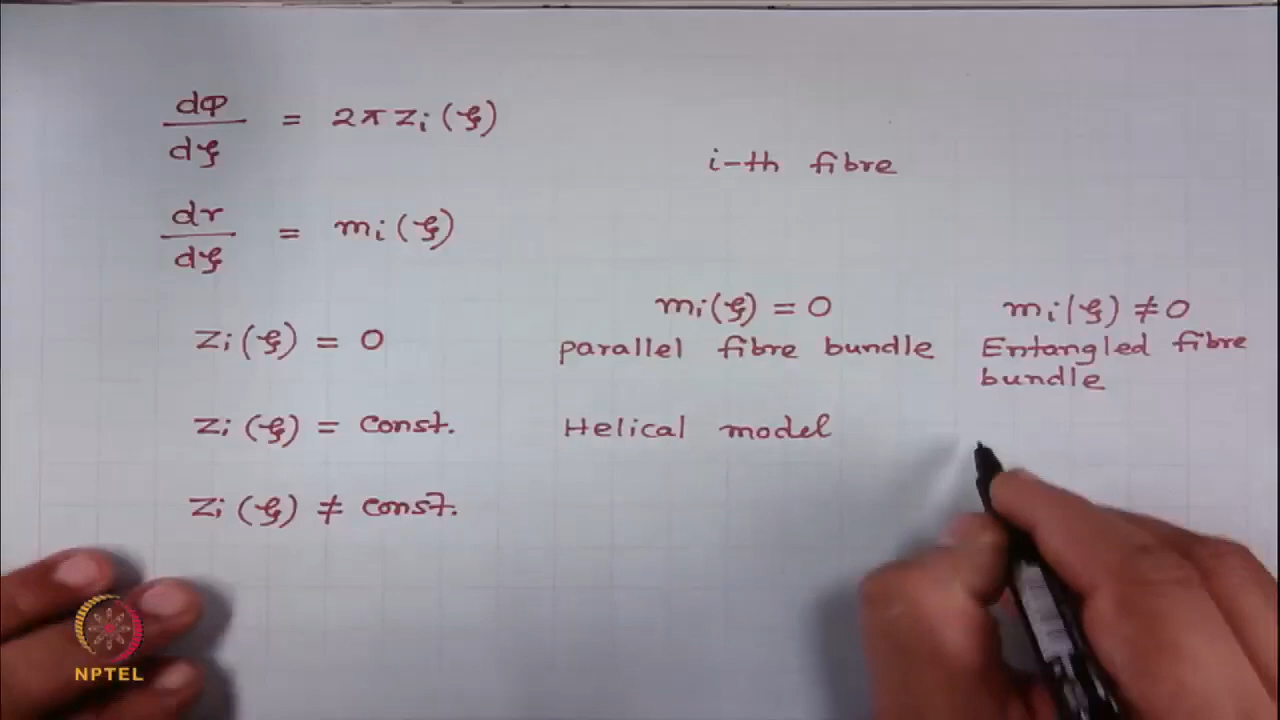 dφ/dξ = 2π zᵢ(ξ)
i-th fibre
dr/dξ = mᵢ(ξ)
mᵢ(ξ) = 0 mᵢ(ξ) ≠ 0
zᵢ(ξ) = 0 parallel fibre bundle Entangled fibre
bundle
zᵢ(ξ) = const. Helical model
zᵢ(ξ) ≠ const.
NPTEL